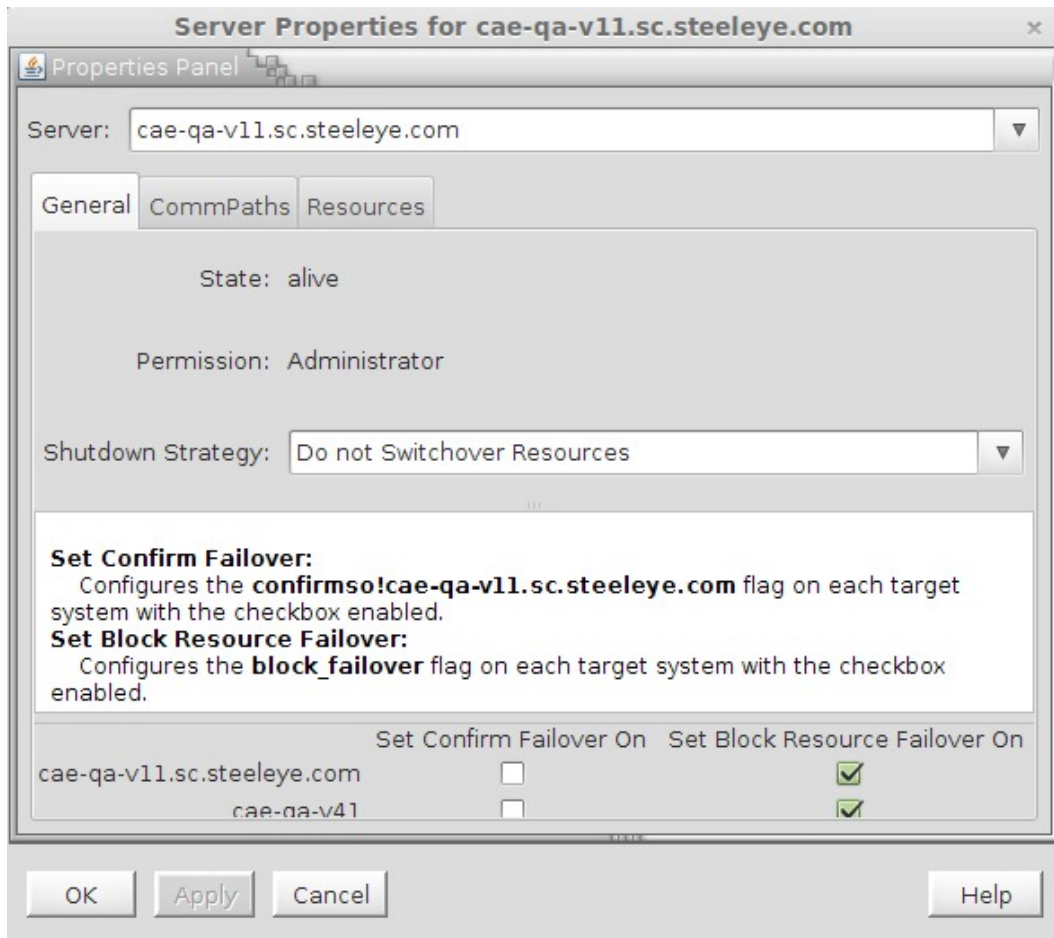 Server Properties for cae-qa-v11.sc.steeleye.com
Properties Panel
Server: cae-qa-v11.sc.steeleye.com
General CommPaths Resources
State: alive
Permission: Administrator
Shutdown Strategy: Do not Switchover Resources
Set Confirm Failover:
Configures the confirmso!cae-qa-v11.sc.steeleye.com flag on each target
system with the checkbox enabled.
Set Block Resource Failover:
Configures the block_failover flag on each target system with the checkbox
enabled.
Set Confirm Failover On Set Block Resource Failover On
cae-qa-v11.sc.steeleye.com
cae-qa-v41
OK Apply Cancel Help